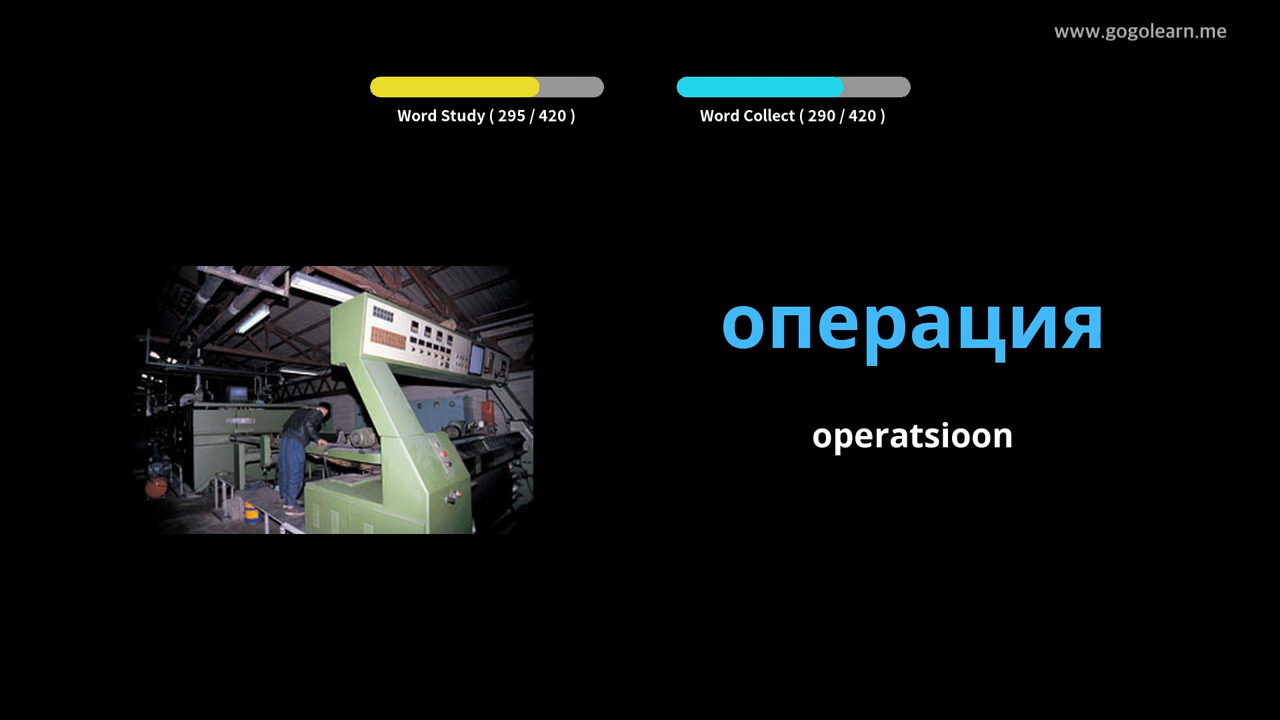 www.gogolearn.me
Word Study ( 295 / 420 )
Word Collect ( 290 / 420 )
операция
operatsioon